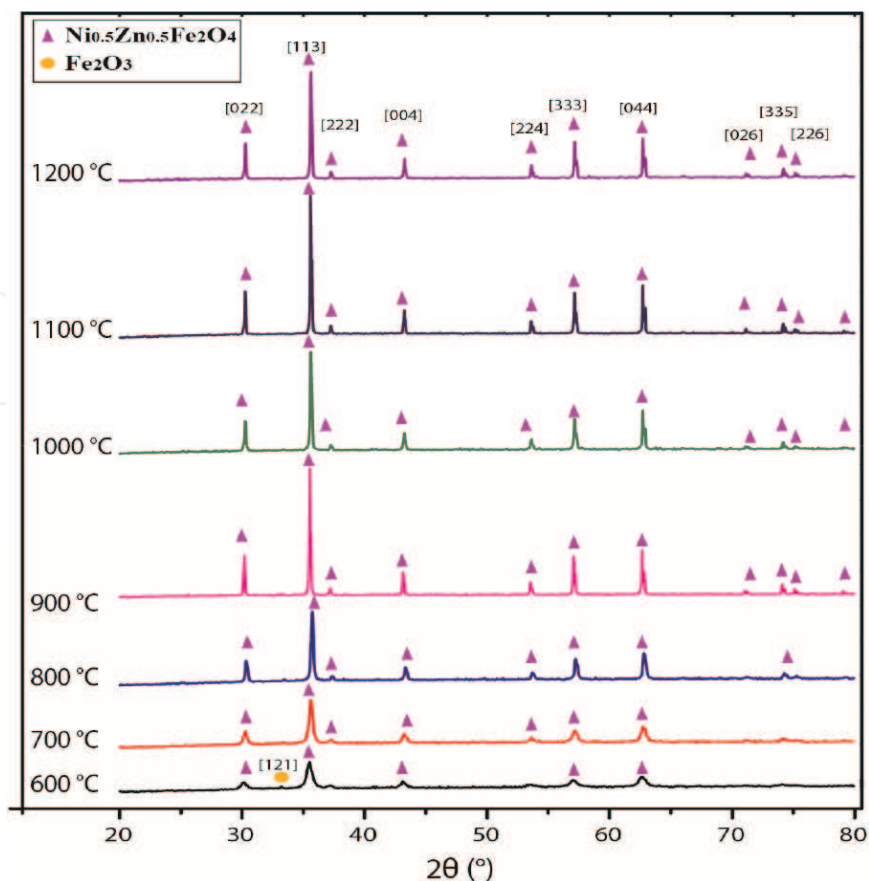 Ni0.5Zn0.5Fe2O4
Fe2O3
[113]
[022]
[222]
[004]
[224]
[333]
[044]
[026]
[335]
[226]
1200 °C
1100 °C
1000 °C
900 °C
800 °C
700 °C
[121]
600 °C
20 30 40 50 60 70 80
2θ (°)